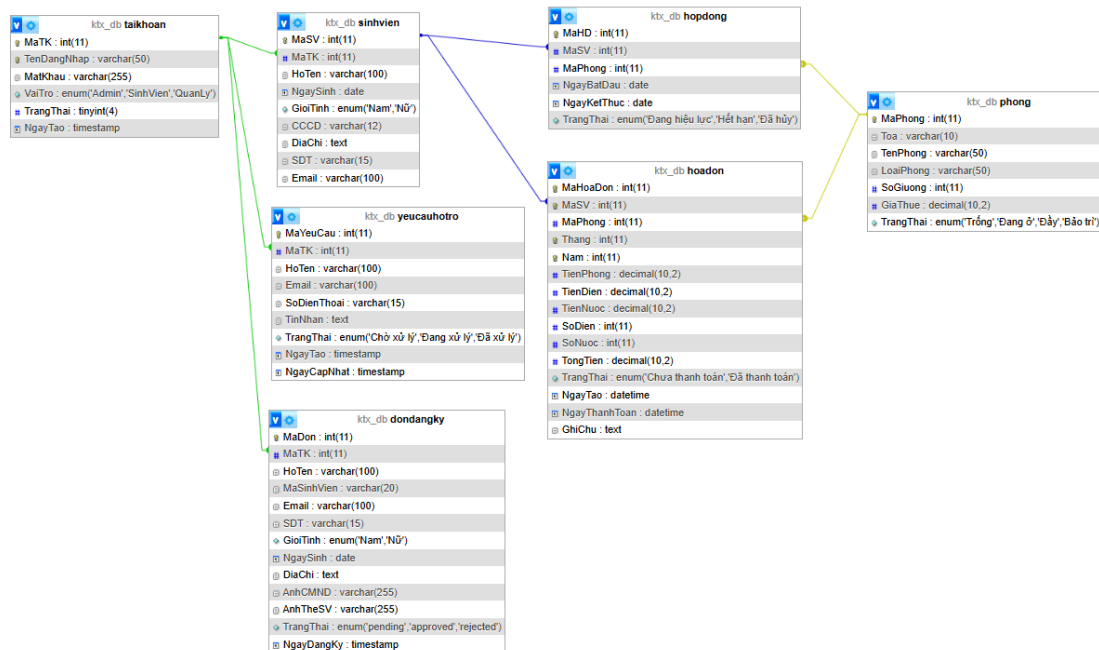 ktx_db taikhoan
MaTK : int(11)
TenDangNhap : varchar(50)
MatKhau : varchar(255)
VaiTro : enum('Admin','SinhVien','QuanLy')
TrangThai : tinyint(4)
NgayTao : timestamp
ktx_db sinhvien
MaSV : int(11)
MaTK : int(11)
HoTen : varchar(100)
NgaySinh : date
GioiTinh : enum('Nam','Nữ')
CCCD : varchar(12)
DiaChi : text
SDT : varchar(15)
Email : varchar(100)
ktx_db yeucauhotro
MaYeuCau : int(11)
MaTK : int(11)
HoTen : varchar(100)
Email : varchar(100)
SoDienThoai : varchar(15)
TinNhan : text
TrangThai : enum('Chờ xử lý','Đang xử lý','Đã xử lý')
NgayTao : timestamp
NgayCapNhat : timestamp
ktx_db dondangky
MaDon : int(11)
MaTK : int(11)
HoTen : varchar(100)
MaSinhVien : varchar(20)
Email : varchar(100)
SDT : varchar(15)
GioiTinh : enum('Nam','Nữ')
NgaySinh : date
DiaChi : text
AnhCMND : varchar(255)
AnhTheSV : varchar(255)
TrangThai : enum('pending','approved','rejected')
NgayDangKy : timestamp
ktx_db hopdong
MaHD : int(11)
MaSV : int(11)
MaPhong : int(11)
NgayBatDau : date
NgayKetThuc : date
TrangThai : enum('Đang hiệu lực','Hết hạn','Đã hủy')
ktx_db hoadon
MaHoaDon : int(11)
MaSV : int(11)
MaPhong : int(11)
Thang : int(11)
Nam : int(11)
TienPhong : decimal(10,2)
TienDien : decimal(10,2)
TienNuoc : decimal(10,2)
SoDien : int(11)
SoNuoc : int(11)
TongTien : decimal(10,2)
TrangThai : enum('Chưa thanh toán','Đã thanh toán')
NgayTao : datetime
NgayThanhToan : datetime
GhiChu : text
ktx_db phong
MaPhong : int(11)
Toa : varchar(10)
TenPhong : varchar(50)
LoaiPhong : varchar(50)
SoGiuong : int(11)
GiaThue : decimal(10,2)
TrangThai : enum('Trống','Đang ở','Đầy','Bảo trì')